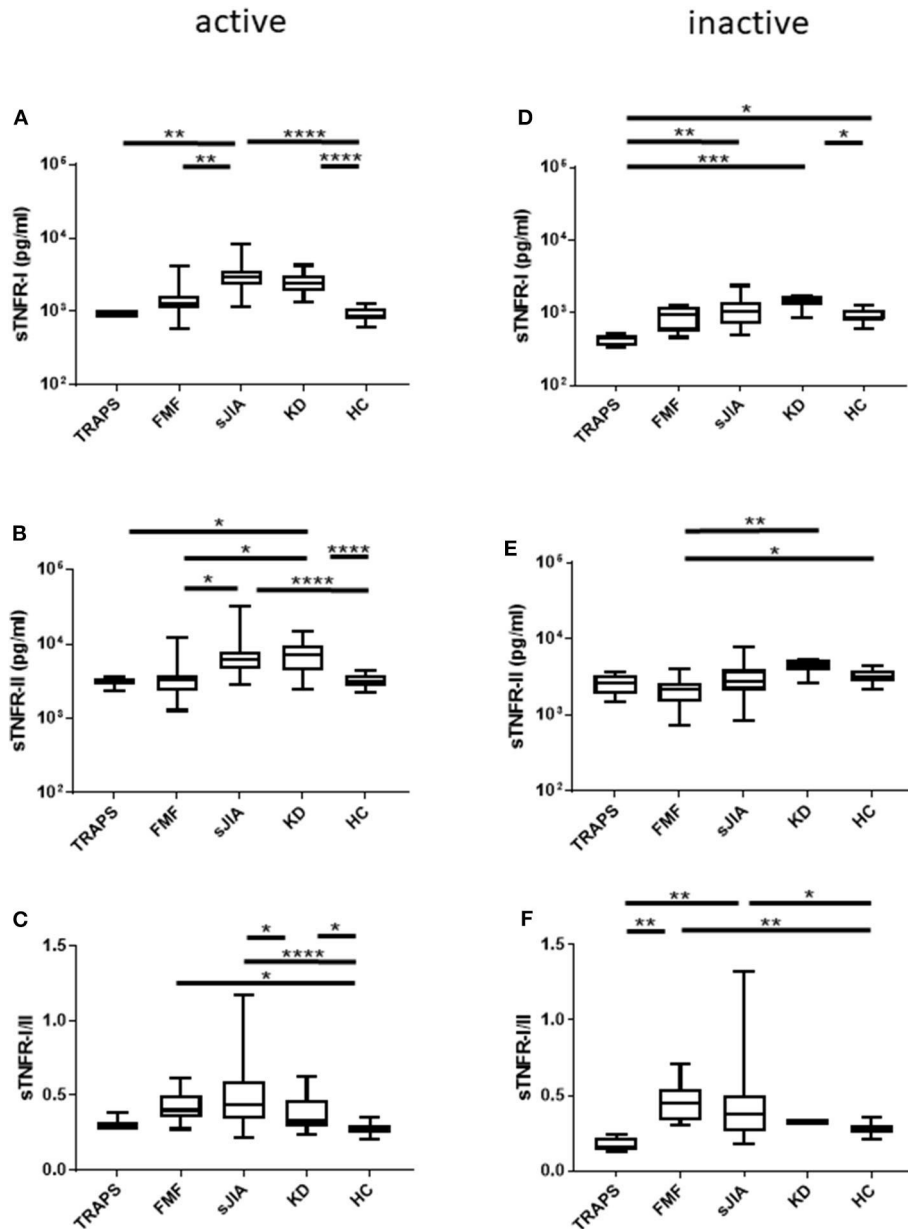 active
inactive
A
** ****
** ****
sTNFR-I (pg/ml)
10⁶
10⁴
10³
10²
TRAPS FMF sJIA KD HC
D
*
** *
***
sTNFR-I (pg/ml)
10⁴
10³
10²
TRAPS FMF sJIA KD HC
B
*
* ****
* ****
sTNFR-II (pg/ml)
10⁶
10⁴
10³
10²
TRAPS FMF sJIA KD HC
E
**
*
sTNFR-II (pg/ml)
10⁶
10⁴
10³
10²
TRAPS FMF sJIA KD HC
C
* *
****
*
sTNFR-I/II
1.5
1.0
0.5
0.0
TRAPS FMF sJIA KD HC
F
** *
** **
sTNFR-I/II
1.5
1.0
0.5
0.0
TRAPS FMF sJIA KD HC